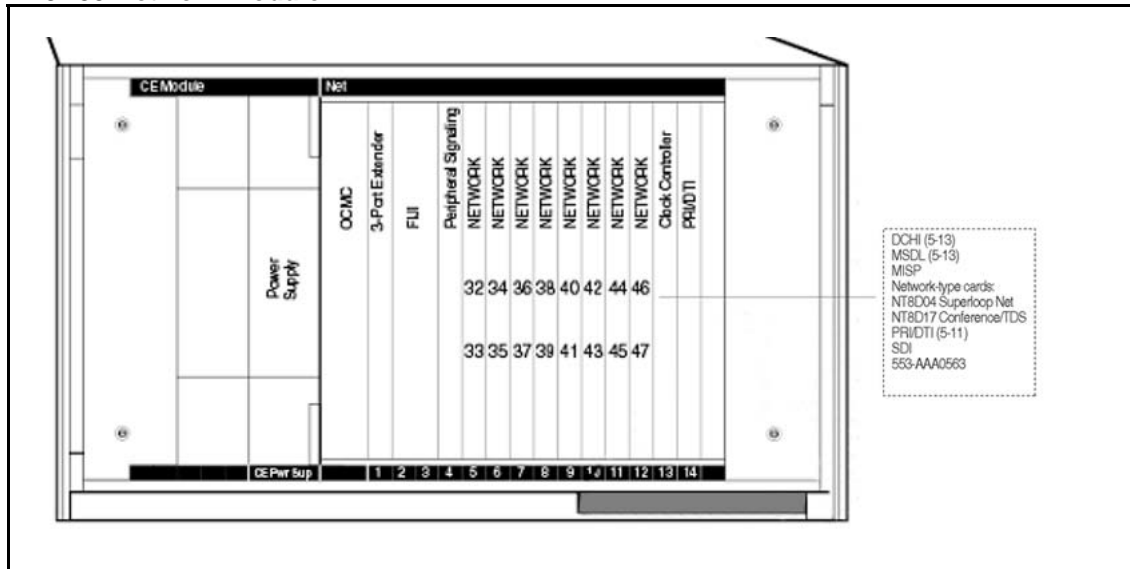 CE Module
Net
Power
Supply
OCMC
3-Port Extender
FIJI
Peripheral Signaling
NETWORK
NETWORK
NETWORK
NETWORK
NETWORK
NETWORK
NETWORK
NETWORK
Clock Controller
PRI/DTI
32 34 36 38 40 42 44 46
33 35 37 39 41 43 45 47
CE Pwr Sup
1 2 3 4 5 6 7 8 9 10 11 12 13 14
DCHI (5-13)
MSDL (5-13)
MISP
Network-type cards:
NT8D04 Superloop Net
NT8D17 Conference/TDS
PRI/DTI (5-11)
SDI
553-AAA0563